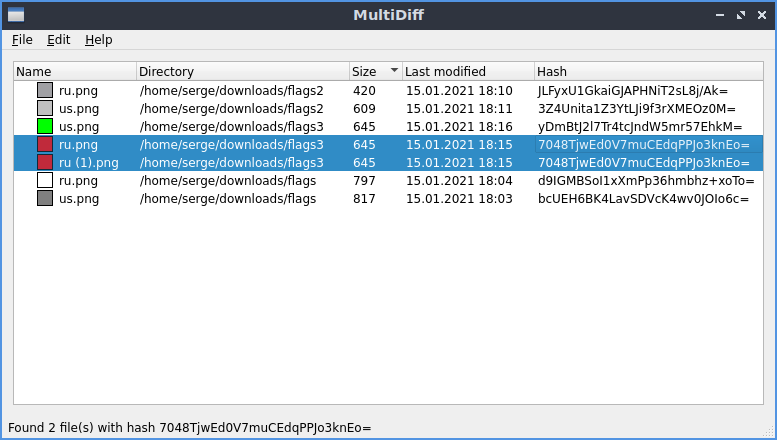 MultiDiff
File Edit Help
Name Directory Size Last modified Hash
ru.png /home/serge/downloads/flags2 420 15.01.2021 18:10 JLFyxU1GkaiGJAPHNiT2sL8j/Ak=
us.png /home/serge/downloads/flags2 609 15.01.2021 18:11 3Z4Unita1Z3YtLJi9f3rXMEOz0M=
us.png /home/serge/downloads/flags3 645 15.01.2021 18:16 yDmBtJ2l7Tr4tcJndW5mr57EhkM=
ru.png /home/serge/downloads/flags3 645 15.01.2021 18:15 7048TjwEd0V7muCEdqPPJo3knEo=
ru (1).png /home/serge/downloads/flags3 645 15.01.2021 18:15 7048TjwEd0V7muCEdqPPJo3knEo=
ru.png /home/serge/downloads/flags 797 15.01.2021 18:04 d9IGMBSoI1xXmPp36hmbhz+xoTo=
us.png /home/serge/downloads/flags 817 15.01.2021 18:03 bcUEH6BK4LavSDVcK4wv0JOIo6c=
Found 2 file(s) with hash 7048TjwEd0V7muCEdqPPJo3knEo=